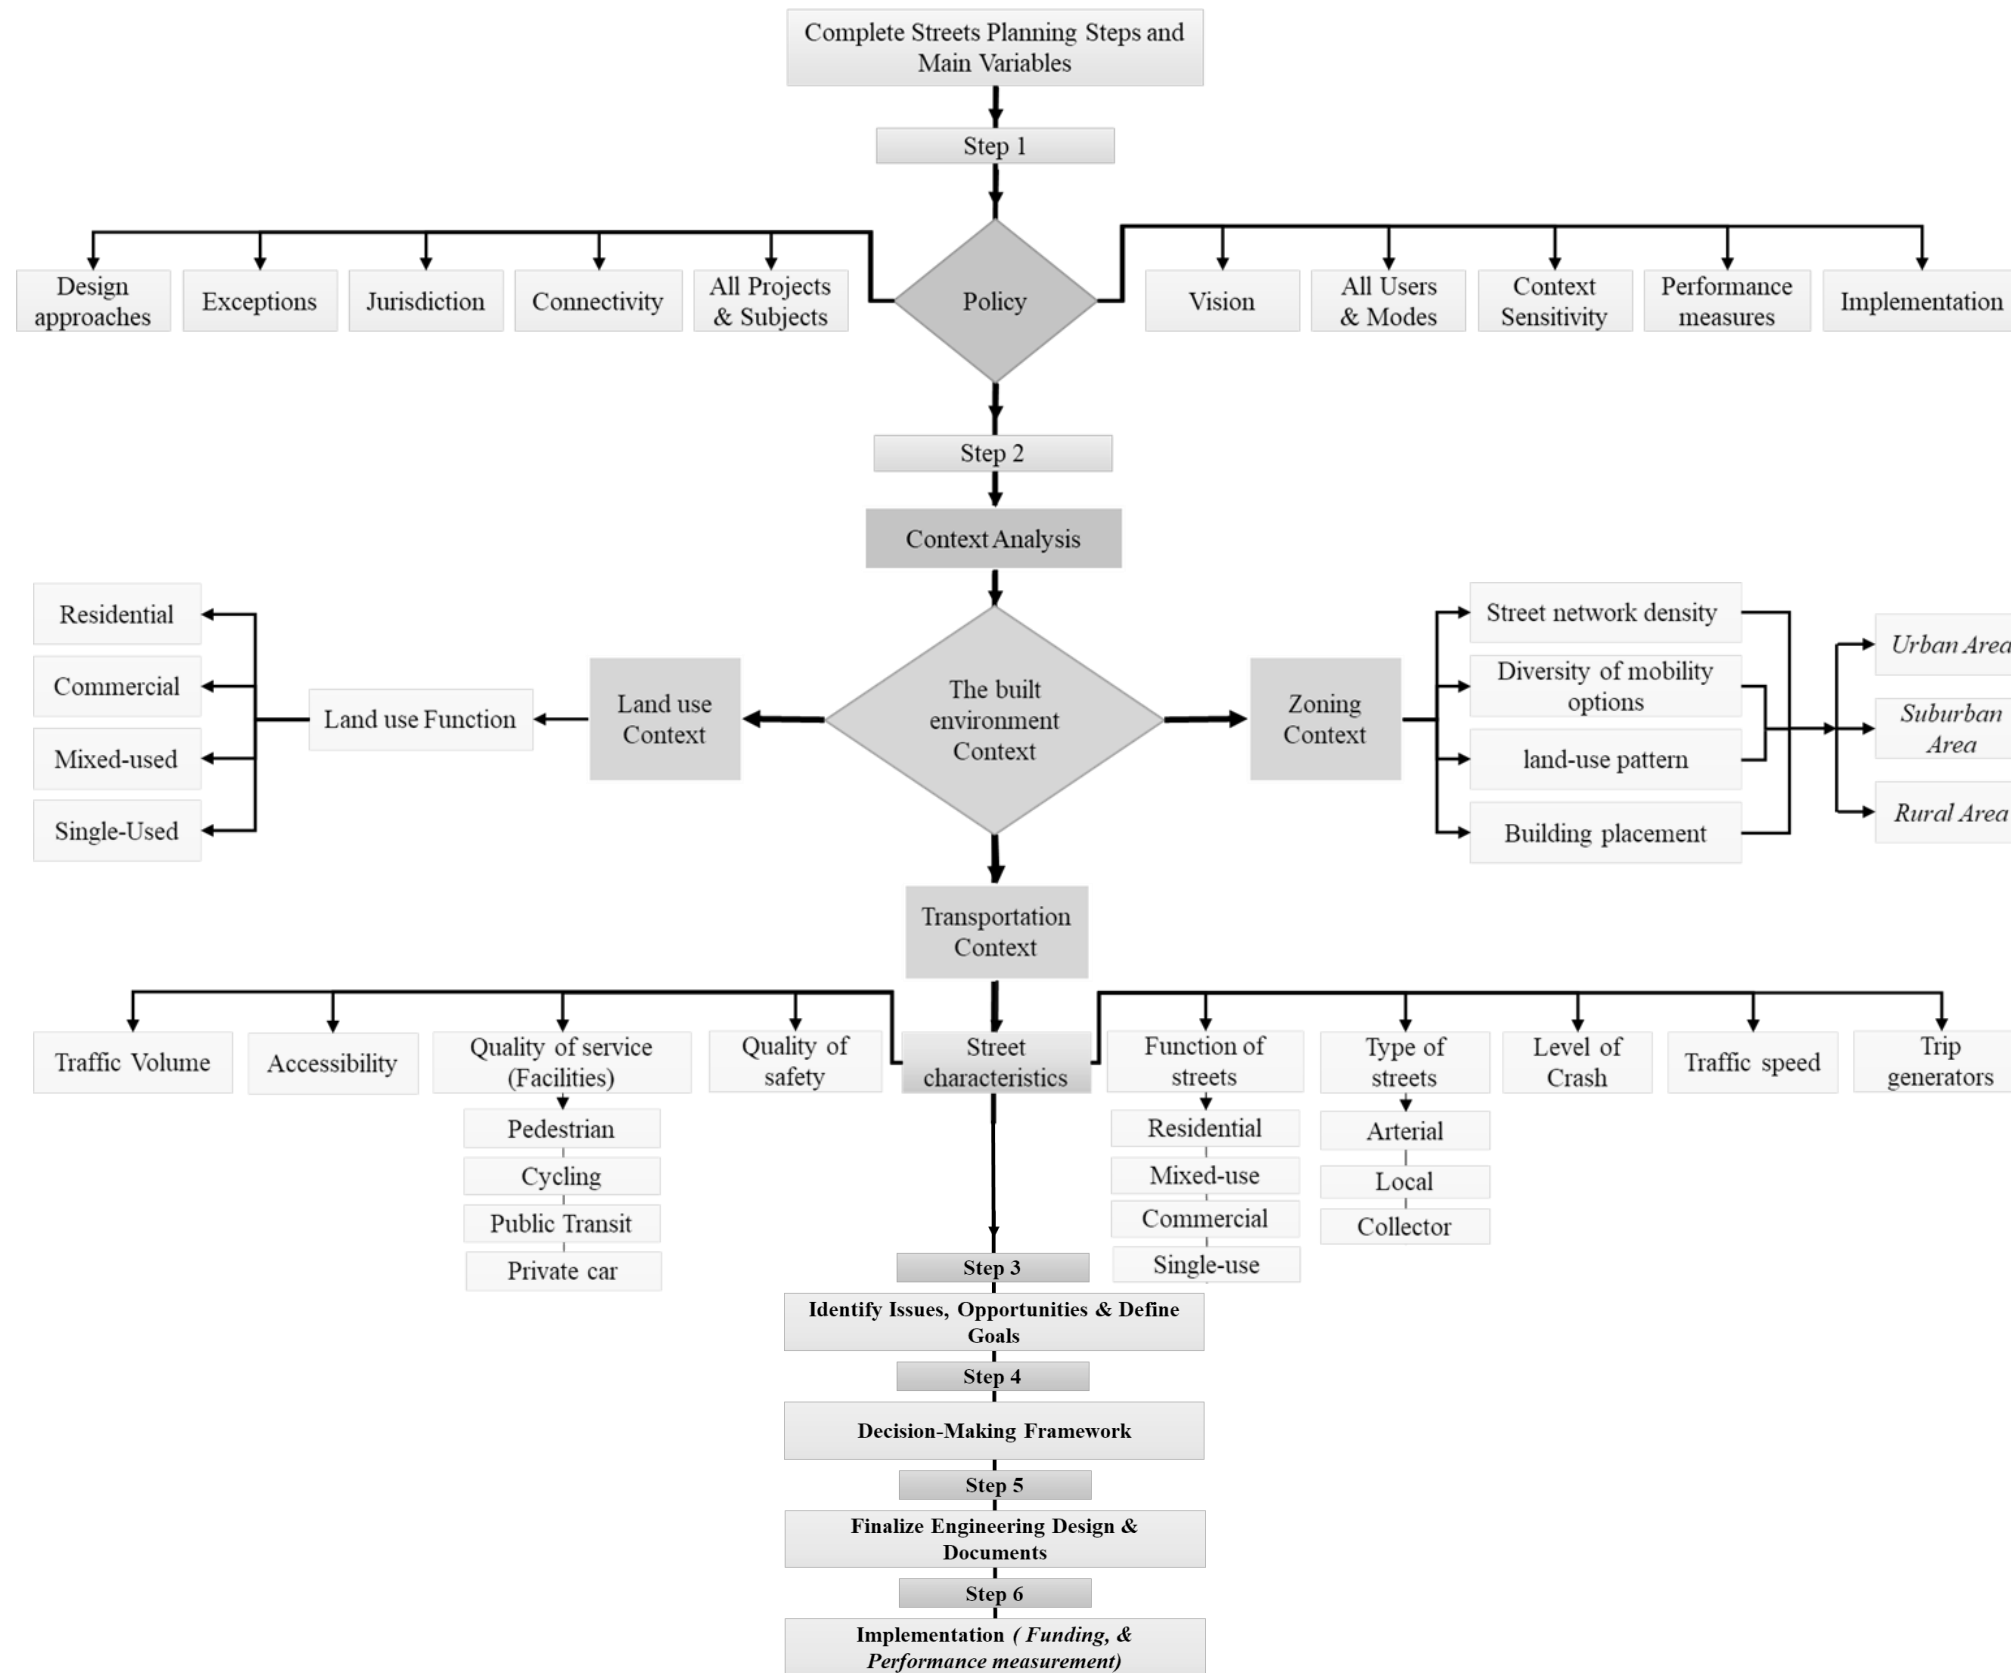 Complete Streets Planning Steps and
Main Variables
Step 1
Design
approaches
Exceptions
Jurisdiction
Connectivity
All Projects
& Subjects
Policy
Vision
All Users
& Modes
Context
Sensitivity
Performance
measures
Implementation
Step 2
Context Analysis
Residential
Commercial
Mixed-used
Single-Used
Land use Function
Land use
Context
The built
environment
Context
Zoning
Context
Street network density
Diversity of mobility
options
land-use pattern
Building placement
Urban Area
Suburban
Area
Rural Area
Transportation
Context
Traffic Volume
Accessibility
Quality of service
(Facilities)
Pedestrian
Cycling
Public Transit
Private car
Quality of
safety
Street
characteristics
Function of
streets
Residential
Mixed-use
Commercial
Single-use
Type of
streets
Arterial
Local
Collector
Level of
Crash
Traffic speed
Trip
generators
Step 3
Identify Issues, Opportunities & Define
Goals
Step 4
Decision-Making Framework
Step 5
Finalize Engineering Design &
Documents
Step 6
Implementation ( Funding, &
Performance measurement)